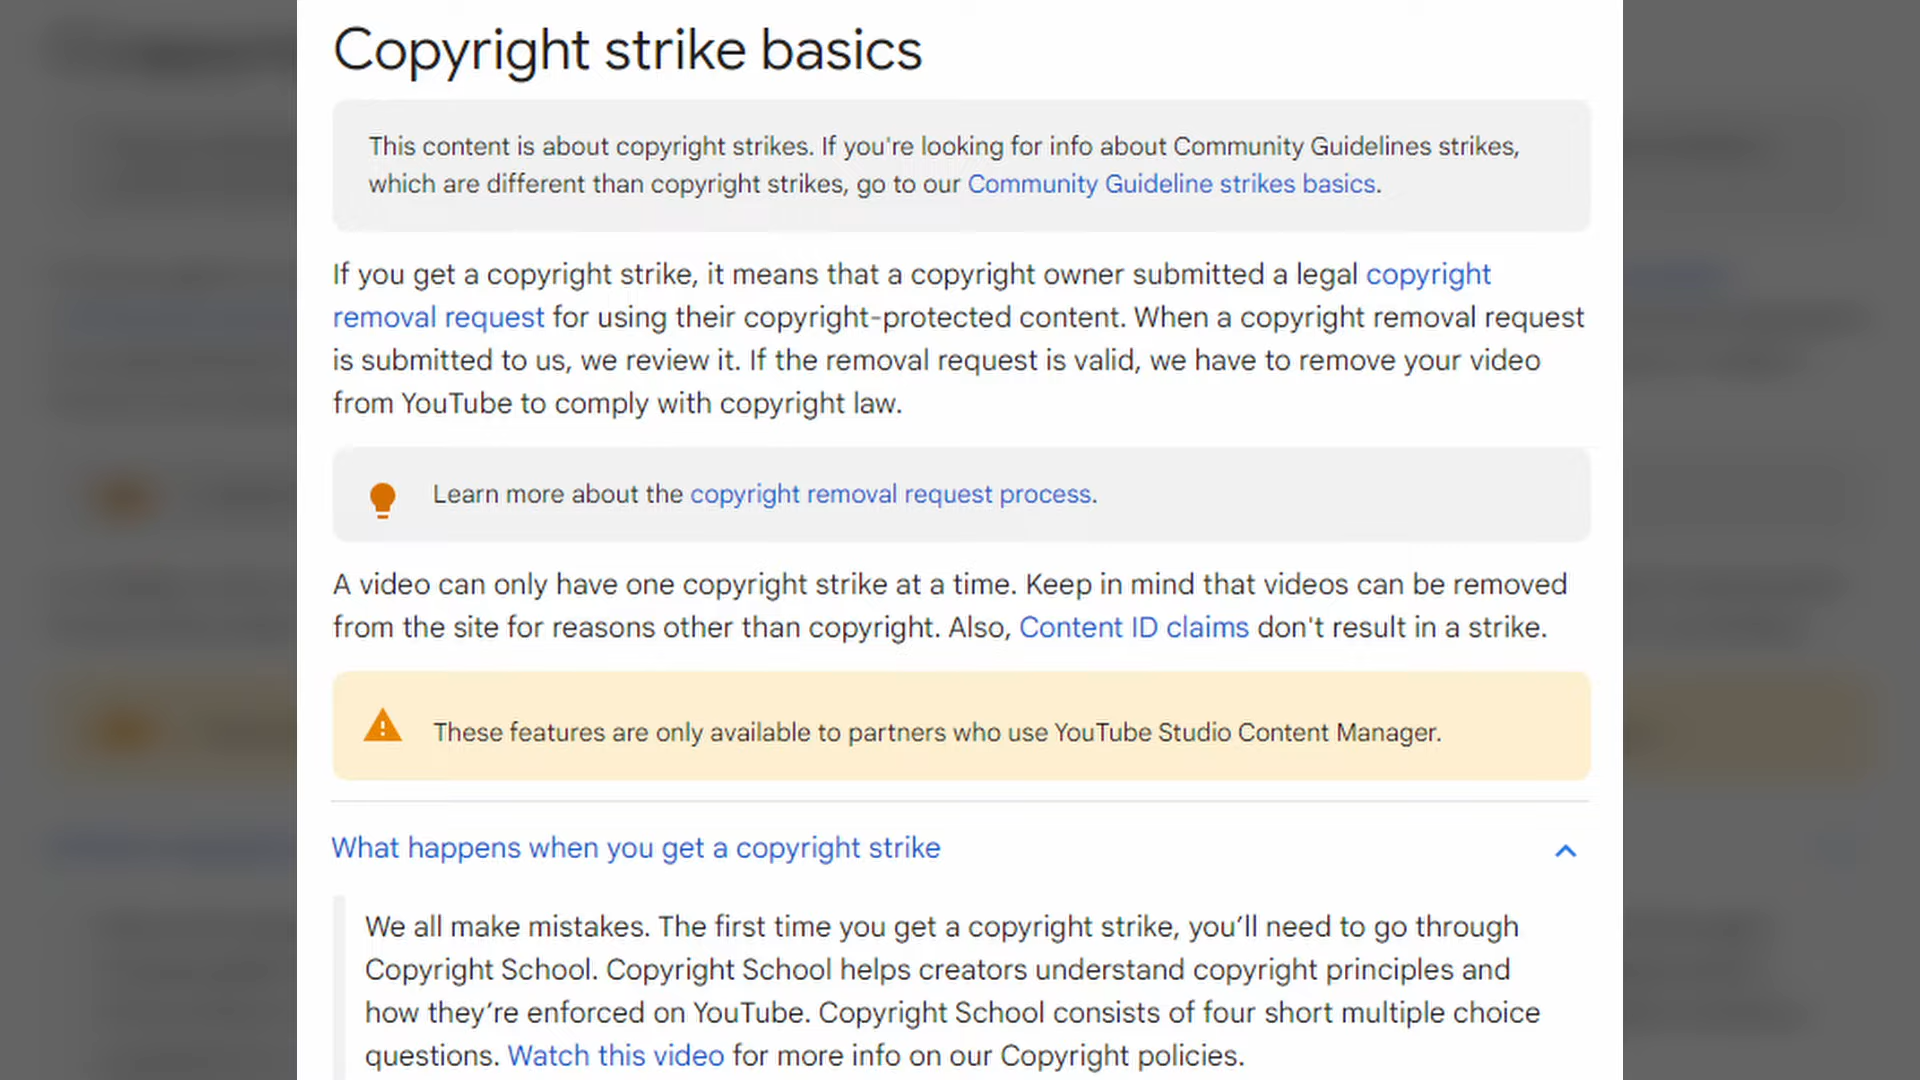 Copyright strike basics
This content is about copyright strikes. If you're looking for info about Community Guidelines strikes,
which are different than copyright strikes, go to our Community Guideline strikes basics.
If you get a copyright strike, it means that a copyright owner submitted a legal copyright
removal request for using their copyright-protected content. When a copyright removal request
is submitted to us, we review it. If the removal request is valid, we have to remove your video
from YouTube to comply with copyright law.
Learn more about the copyright removal request process.
A video can only have one copyright strike at a time. Keep in mind that videos can be removed
from the site for reasons other than copyright. Also, Content ID claims don't result in a strike.
These features are only available to partners who use YouTube Studio Content Manager.
What happens when you get a copyright strike
We all make mistakes. The first time you get a copyright strike, you’ll need to go through
Copyright School. Copyright School helps creators understand copyright principles and
how they’re enforced on YouTube. Copyright School consists of four short multiple choice
questions. Watch this video for more info on our Copyright policies.